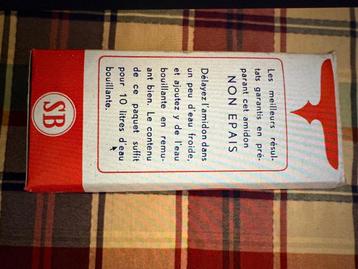 Les meilleurs résul-
tats garantis en pré-
parant cet amidon
NON EPAIS
Délayez l'amidon dans
un peu d'eau froide,
et ajoutez y de l'eau
bouillante en remu-
ant bien. Le contenu
de ce paquet suffit
pour 10 litres d'eau
bouillante.
SB